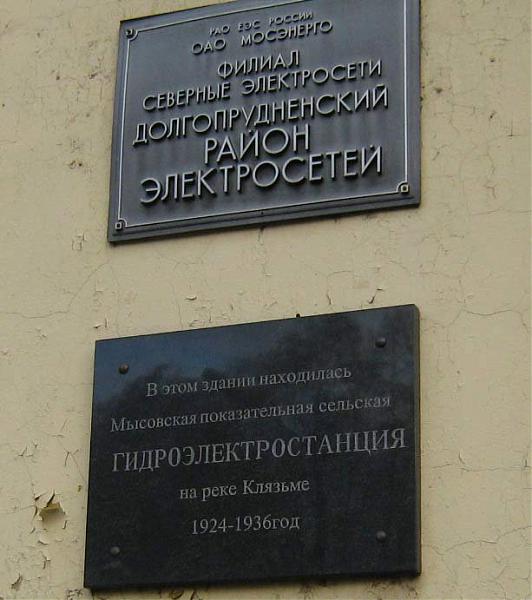 РАО ЕЭС РОССИИ
ОАО МОСЭНЕРГО
ФИЛИАЛ
СЕВЕРНЫЕ ЭЛЕКТРОСЕТИ
ДОЛГОПРУДНЕНСКИЙ
РАЙОН
ЭЛЕКТРОСЕТЕЙ
В этом здании находилась
Мысовская показательная сельская
ГИДРОЭЛЕКТРОСТАНЦИЯ
на реке Клязьме
1924-1936год